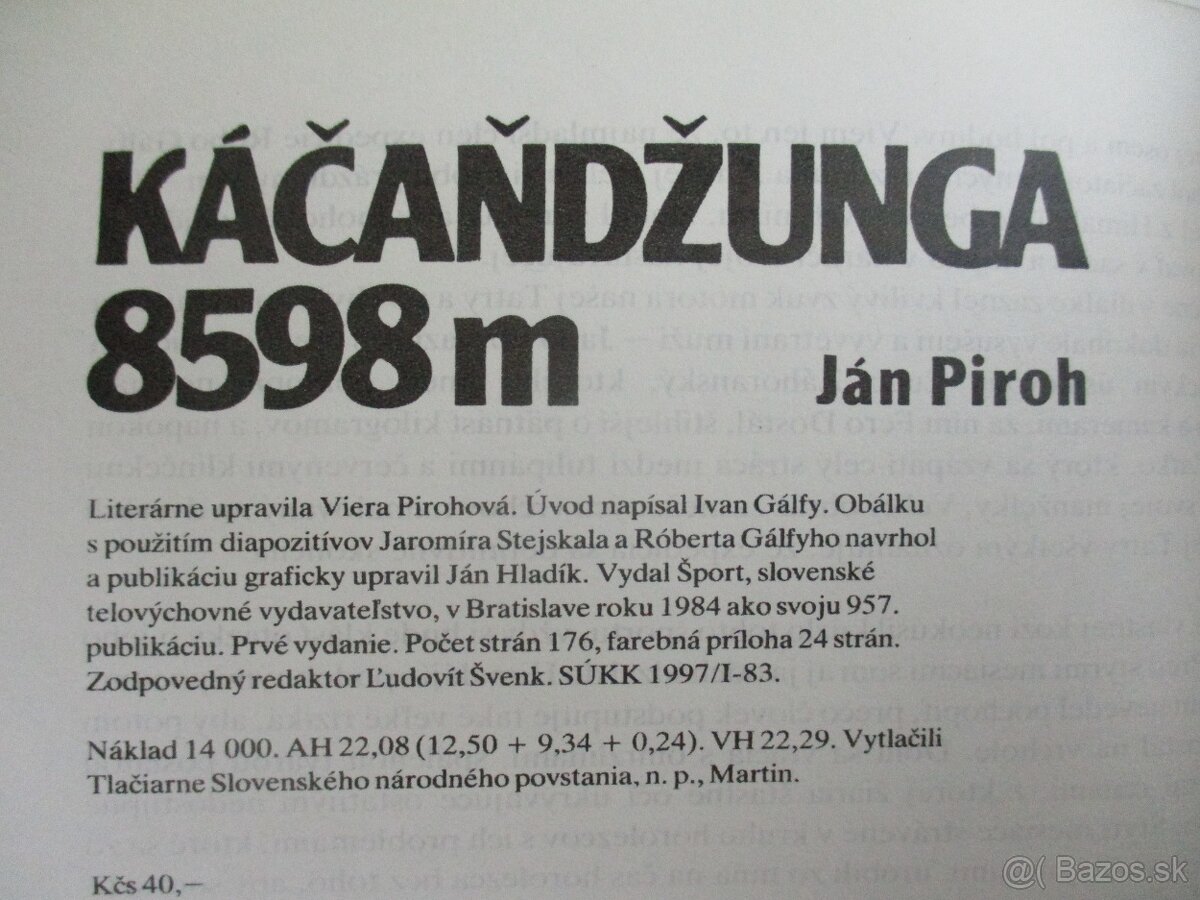 KÁČAŇDŽUNGA
8598 m
Ján Piroh
Literárne upravila Viera Pirohová. Úvod napísal Ivan Gálfy. Obálku
s použitím diapozitívov Jaromíra Stejskala a Róberta Gálfyho navrhol
a publikáciu graficky upravil Ján Hladík. Vydal Šport, slovenské
telovýchovné vydavateľstvo, v Bratislave roku 1984 ako svoju 957.
publikáciu. Prvé vydanie. Počet strán 176, farebná príloha 24 strán.
Zodpovedný redaktor Ľudovít Švenk. SÚKK 1997/I-83.
Náklad 14 000. AH 22,08 (12,50 + 9,34 + 0,24). VH 22,29. Vytlačili
Tlačiarne Slovenského národného povstania, n. p., Martin.
Kčs 40,–
@( Bazos.sk